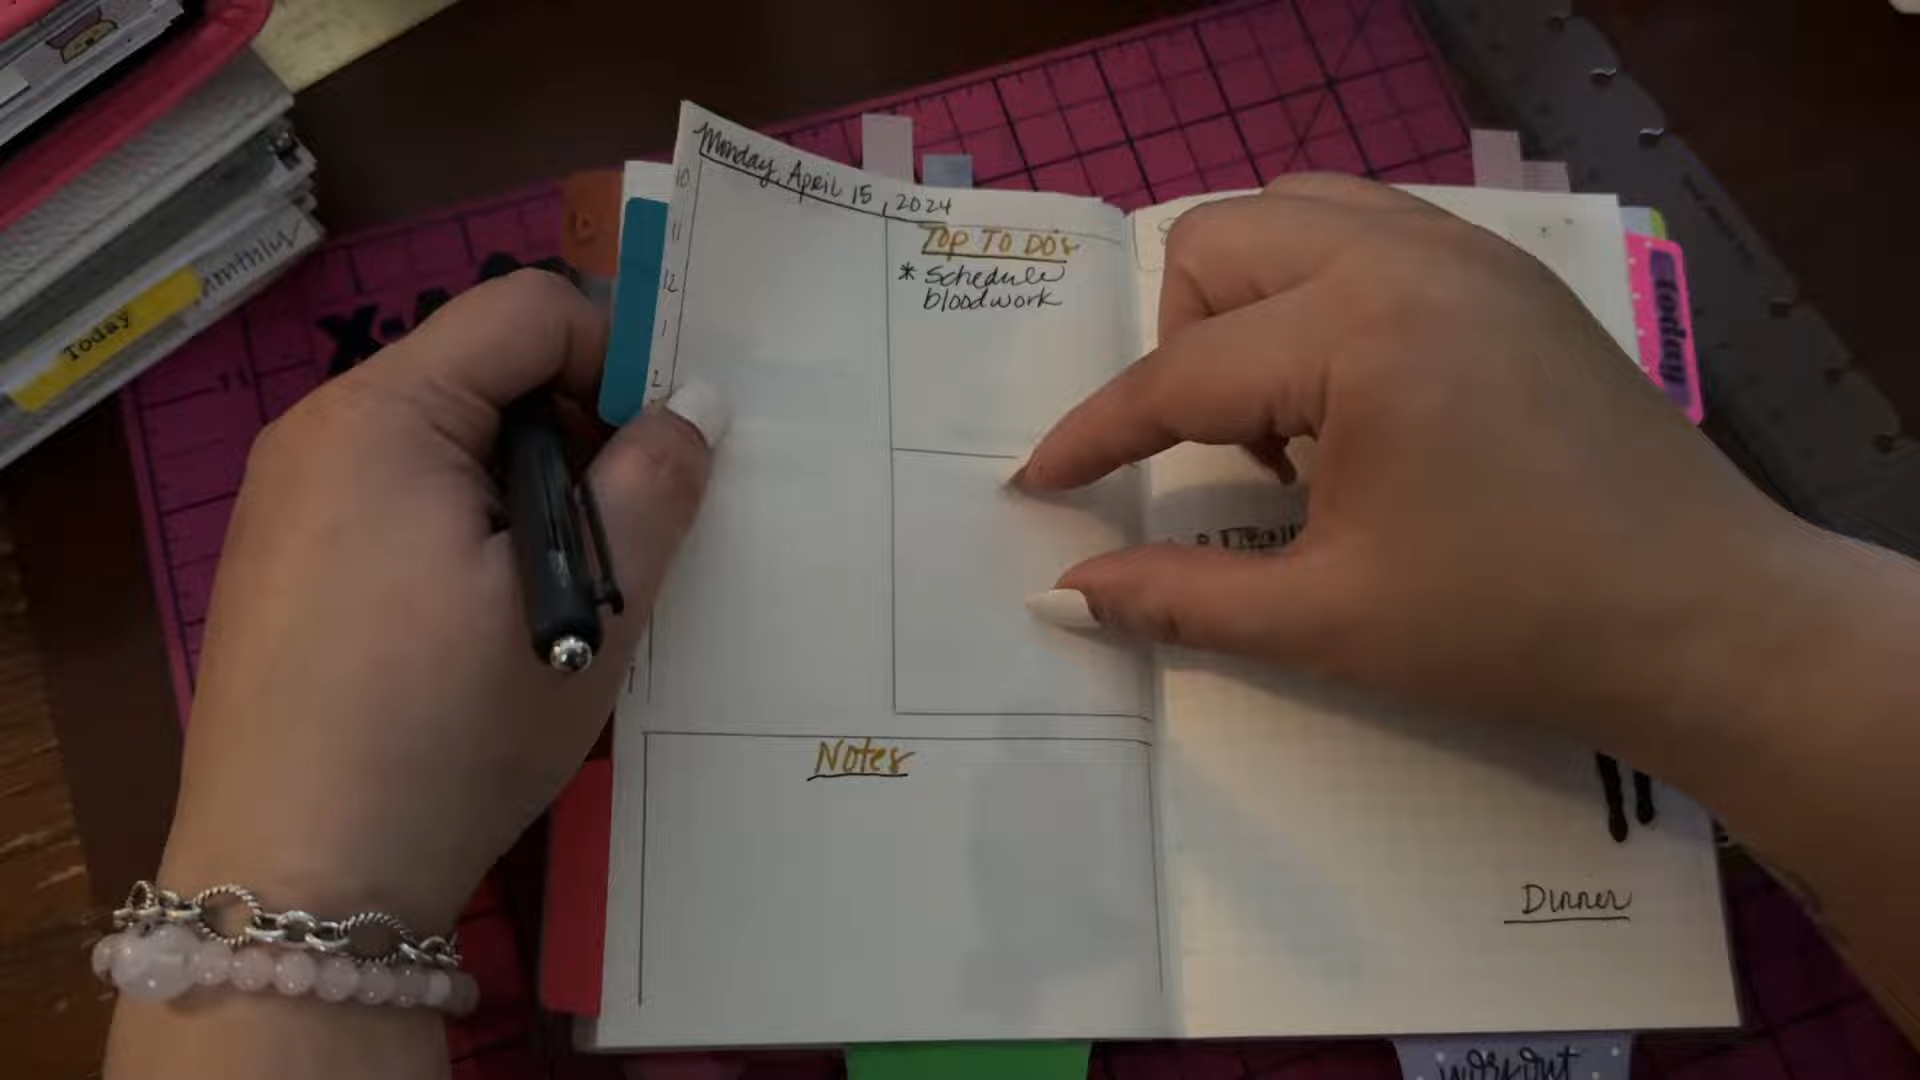 Monday, April 15, 2024
10
11
12
1
2
TOP TO DO's
* Schedule
bloodwork
Notes
Dinner
Today
today
workout